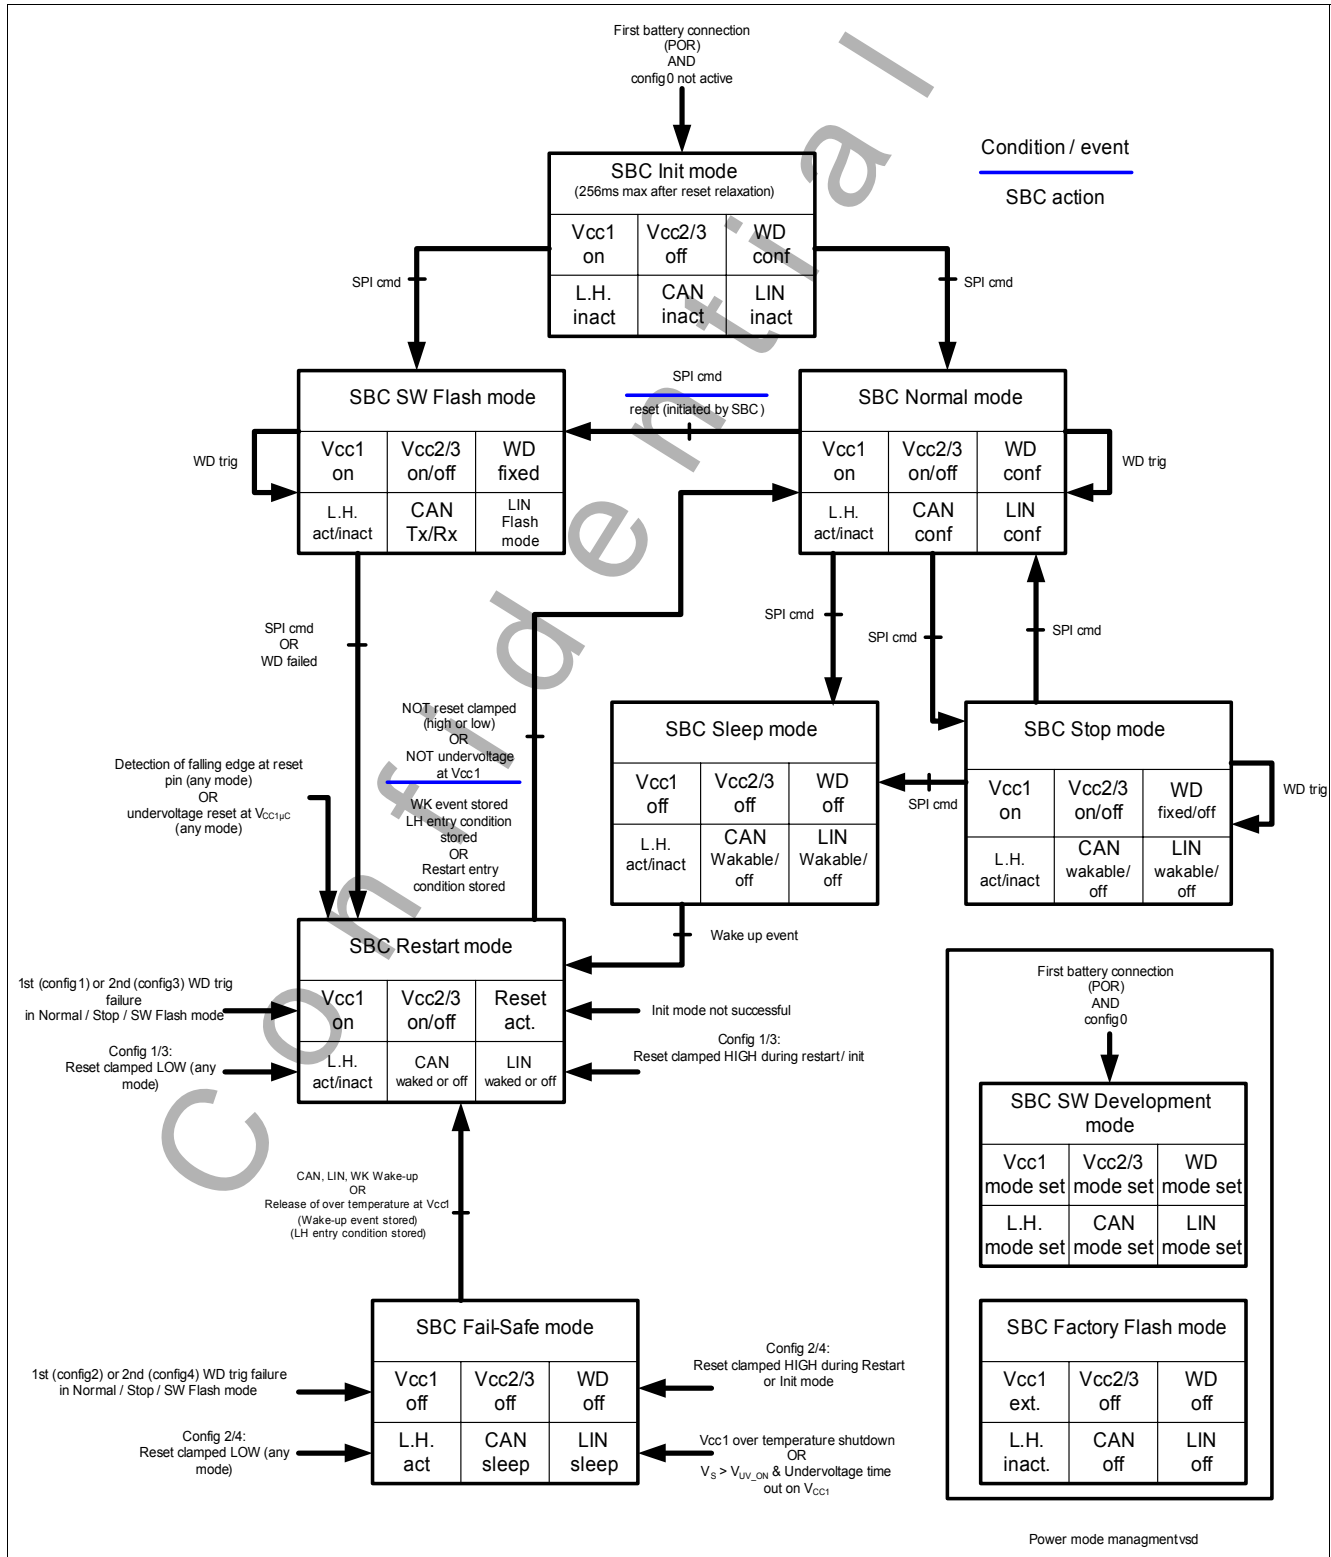 First battery connection
(POR)
AND
config0 not active
Condition / event
SBC action
SBC Init mode
(256ms max after reset relaxation)
Vcc1 on
Vcc2/3 off
WD conf
L.H. inact
CAN inact
LIN inact
SPI cmd
SPI cmd
SBC SW Flash mode
Vcc1 on
Vcc2/3 on/off
WD fixed
L.H. act/inact
CAN Tx/Rx
LIN Flash mode
WD trig
SPI cmd
reset (initiated by SBC)
SBC Normal mode
Vcc1 on
Vcc2/3 on/off
WD conf
L.H. act/inact
CAN conf
LIN conf
WD trig
SPI cmd
OR
WD failed
SPI cmd
SPI cmd
SPI cmd
NOT reset clamped
(high or low)
OR
NOT undervoltage
at Vcc1
WK event stored
LH entry condition
stored
OR
Restart entry
condition stored
Detection of falling edge at reset
pin (any mode)
OR
undervoltage reset at VCC1µC
(any mode)
SBC Sleep mode
Vcc1 off
Vcc2/3 off
WD off
L.H. act/inact
CAN Wakable/ off
LIN Wakable/ off
SPI cmd
SBC Stop mode
Vcc1 on
Vcc2/3 on/off
WD fixed/off
L.H. act/inact
CAN wakable/ off
LIN wakable/ off
WD trig
Wake up event
SBC Restart mode
Vcc1 on
Vcc2/3 on/off
Reset act.
L.H. act/inact
CAN waked or off
LIN waked or off
1st (config1) or 2nd (config3) WD trig
failure
in Normal / Stop / SW Flash mode
Config 1/3:
Reset clamped LOW (any
mode)
Init mode not successful
Config 1/3:
Reset clamped HIGH during restart/ init
CAN, LIN, WK Wake-up
OR
Release of over temperature at Vcc1
(Wake-up event stored)
(LH entry condition stored)
SBC Fail-Safe mode
Vcc1 off
Vcc2/3 off
WD off
L.H. act
CAN sleep
LIN sleep
1st (config2) or 2nd (config4) WD trig failure
in Normal / Stop / SW Flash mode
Config 2/4:
Reset clamped LOW (any
mode)
Config 2/4:
Reset clamped HIGH during Restart
or Init mode
Vcc1 over temperature shutdown
OR
VS > VUV_ON & Undervoltage time
out on VCC1
First battery connection
(POR)
AND
config0
SBC SW Development
mode
Vcc1 mode set
Vcc2/3 mode set
WD mode set
L.H. mode set
CAN mode set
LIN mode set
SBC Factory Flash mode
Vcc1 ext.
Vcc2/3 off
WD off
L.H. inact.
CAN off
LIN off
Power mode managmentvsd
Confidential